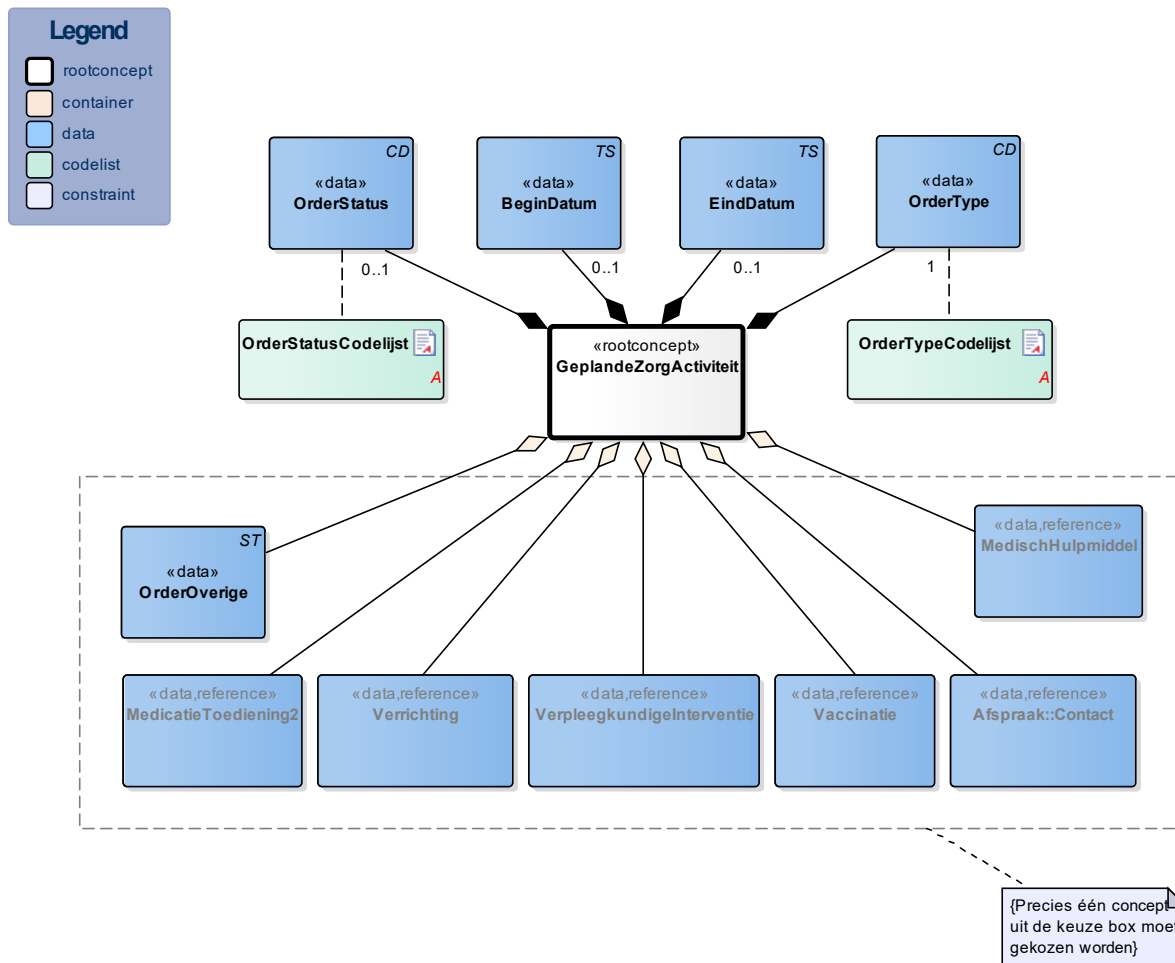 Legend
rootconcept
container
data
codelist
constraint
CD
«data»
OrderStatus
TS
«data»
BeginDatum
TS
«data»
EindDatum
CD
«data»
OrderType
0..1
0..1
0..1
1
OrderStatusCodelijst
A
«rootconcept»
GeplandeZorgActiviteit
OrderTypeCodelijst
A
ST
«data»
OrderOverige
«data,reference»
MedischHulpmiddel
«data,reference»
MedicatieToediening2
«data,reference»
Verrichting
«data,reference»
VerpleegkundigeInterventie
«data,reference»
Vaccinatie
«data,reference»
Afspraak::Contact
{Precies één concept
uit de keuze box moe
gekozen worden}